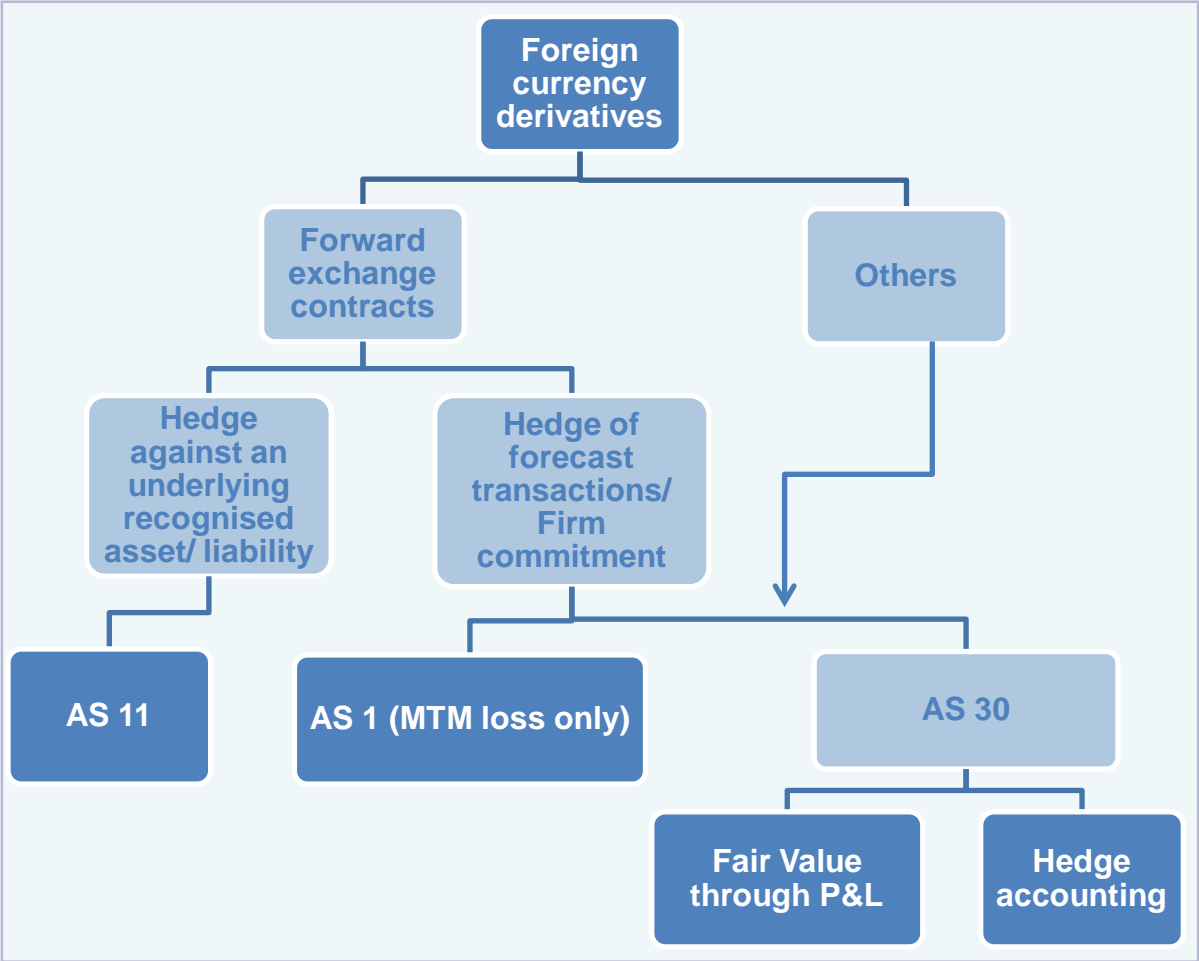 Foreign
currency
derivatives
Forward
exchange
contracts
Others
Hedge
against an
underlying
recognised
asset/ liability
Hedge of
forecast
transactions/
Firm
commitment
AS 11
AS 1 (MTM loss only)
AS 30
Fair Value
through P&L
Hedge
accounting